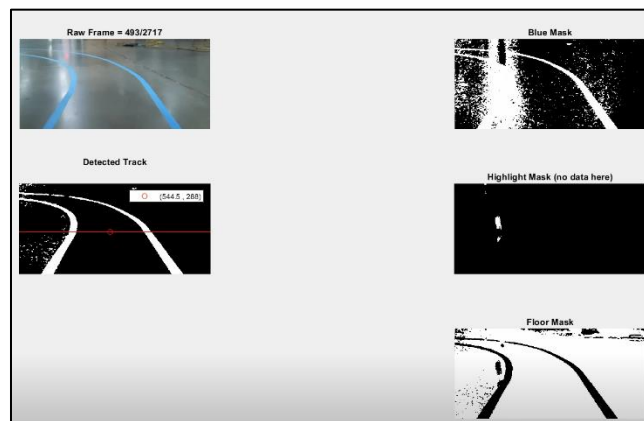 Raw Frame = 493/2717
Blue Mask
Detected Track
(544.5 , 288)
Highlight Mask (no data here)
Floor Mask